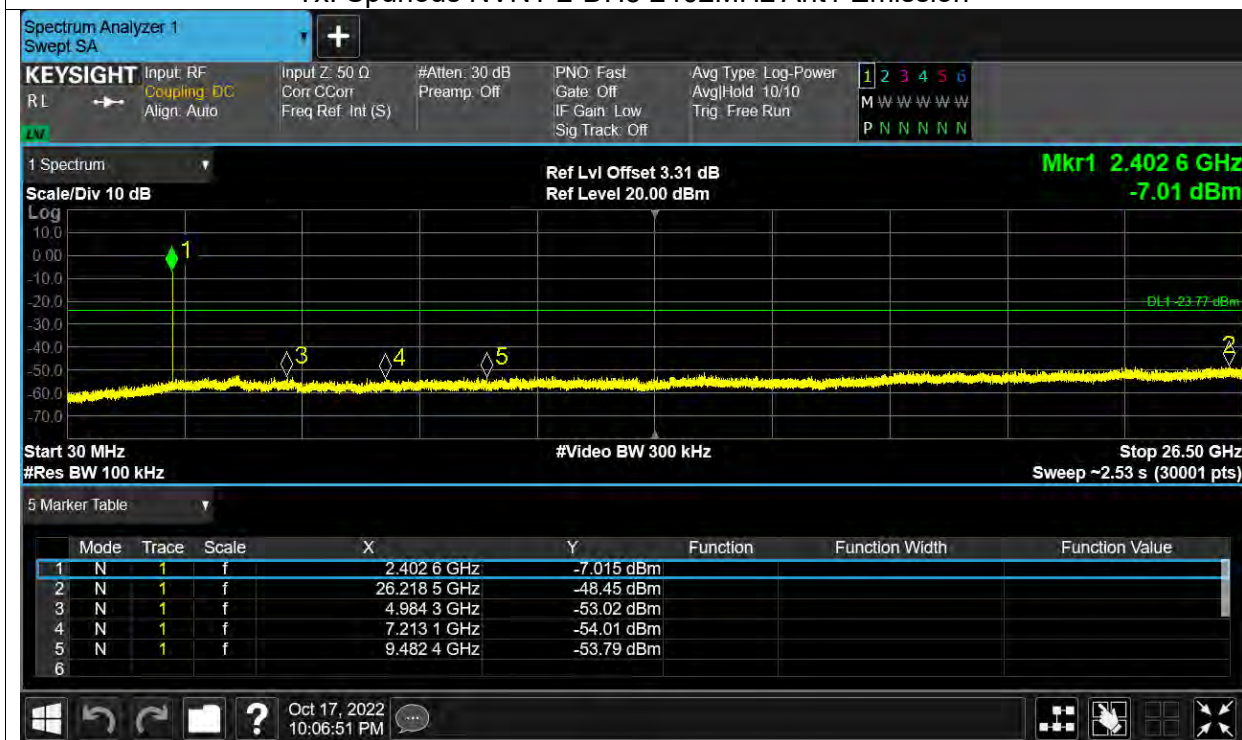 Tx. Spurious NVNT 2-DH5 2402MHz Ant1 Emission
Spectrum Analyzer 1
Swept SA
+
KEYSIGHT
RL
Input: RF
Coupling: DC
Align: Auto
Input Z: 50 Ω
Corr CCorr
Freq Ref: Int (S)
#Atten: 30 dB
Preamp: Off
PNO: Fast
Gate: Off
IF Gain: Low
Sig Track: Off
Avg Type: Log-Power
Avg|Hold: 10/10
Trig: Free Run
1 2 3 4 5 6
M W W W W W
P N N N N N
1 Spectrum
Scale/Div 10 dB
Ref Lvl Offset 3.31 dB
Ref Level 20.00 dBm
Mkr1 2.402 6 GHz
-7.01 dBm
Log
10.0
0.00
-10.0
-20.0
-30.0
-40.0
-50.0
-60.0
-70.0
1
DL1 -23.77 dBm
3
4
5
2
Start 30 MHz
#Res BW 100 kHz
#Video BW 300 kHz
Stop 26.50 GHz
Sweep ~2.53 s (30001 pts)
5 Marker Table
Mode Trace Scale X Y Function Function Width Function Value
1 N 1 f 2.402 6 GHz -7.015 dBm
2 N 1 f 26.218 5 GHz -48.45 dBm
3 N 1 f 4.984 3 GHz -53.02 dBm
4 N 1 f 7.213 1 GHz -54.01 dBm
5 N 1 f 9.482 4 GHz -53.79 dBm
6
?
Oct 17, 2022
10:06:51 PM